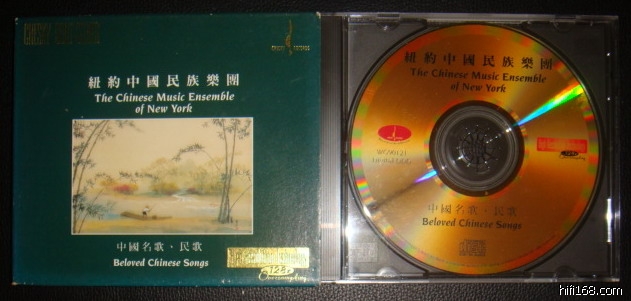 紐約中國民族樂團
The Chinese Music Ensemble
of New York
中國名歌、民歌
Beloved Chinese Songs
128x
Oversampling
紐約中國民族樂團
The Chinese Music Ensemble
of New York
中國名歌、民歌
Beloved Chinese Songs
hifi168.com